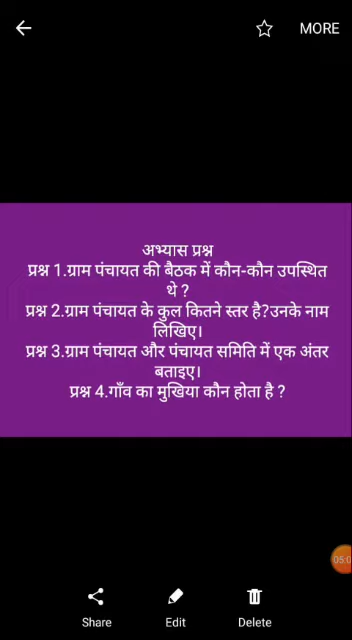 MORE
अभ्यास प्रश्न
प्रश्न 1.ग्राम पंचायत की बैठक में कौन-कौन उपस्थित
थे ?
प्रश्न 2.ग्राम पंचायत के कुल कितने स्तर है?उनके नाम
लिखिए।
प्रश्न 3.ग्राम पंचायत और पंचायत समिति में एक अंतर
बताइए।
प्रश्न 4.गाँव का मुखिया कौन होता है ?
Share Edit Delete